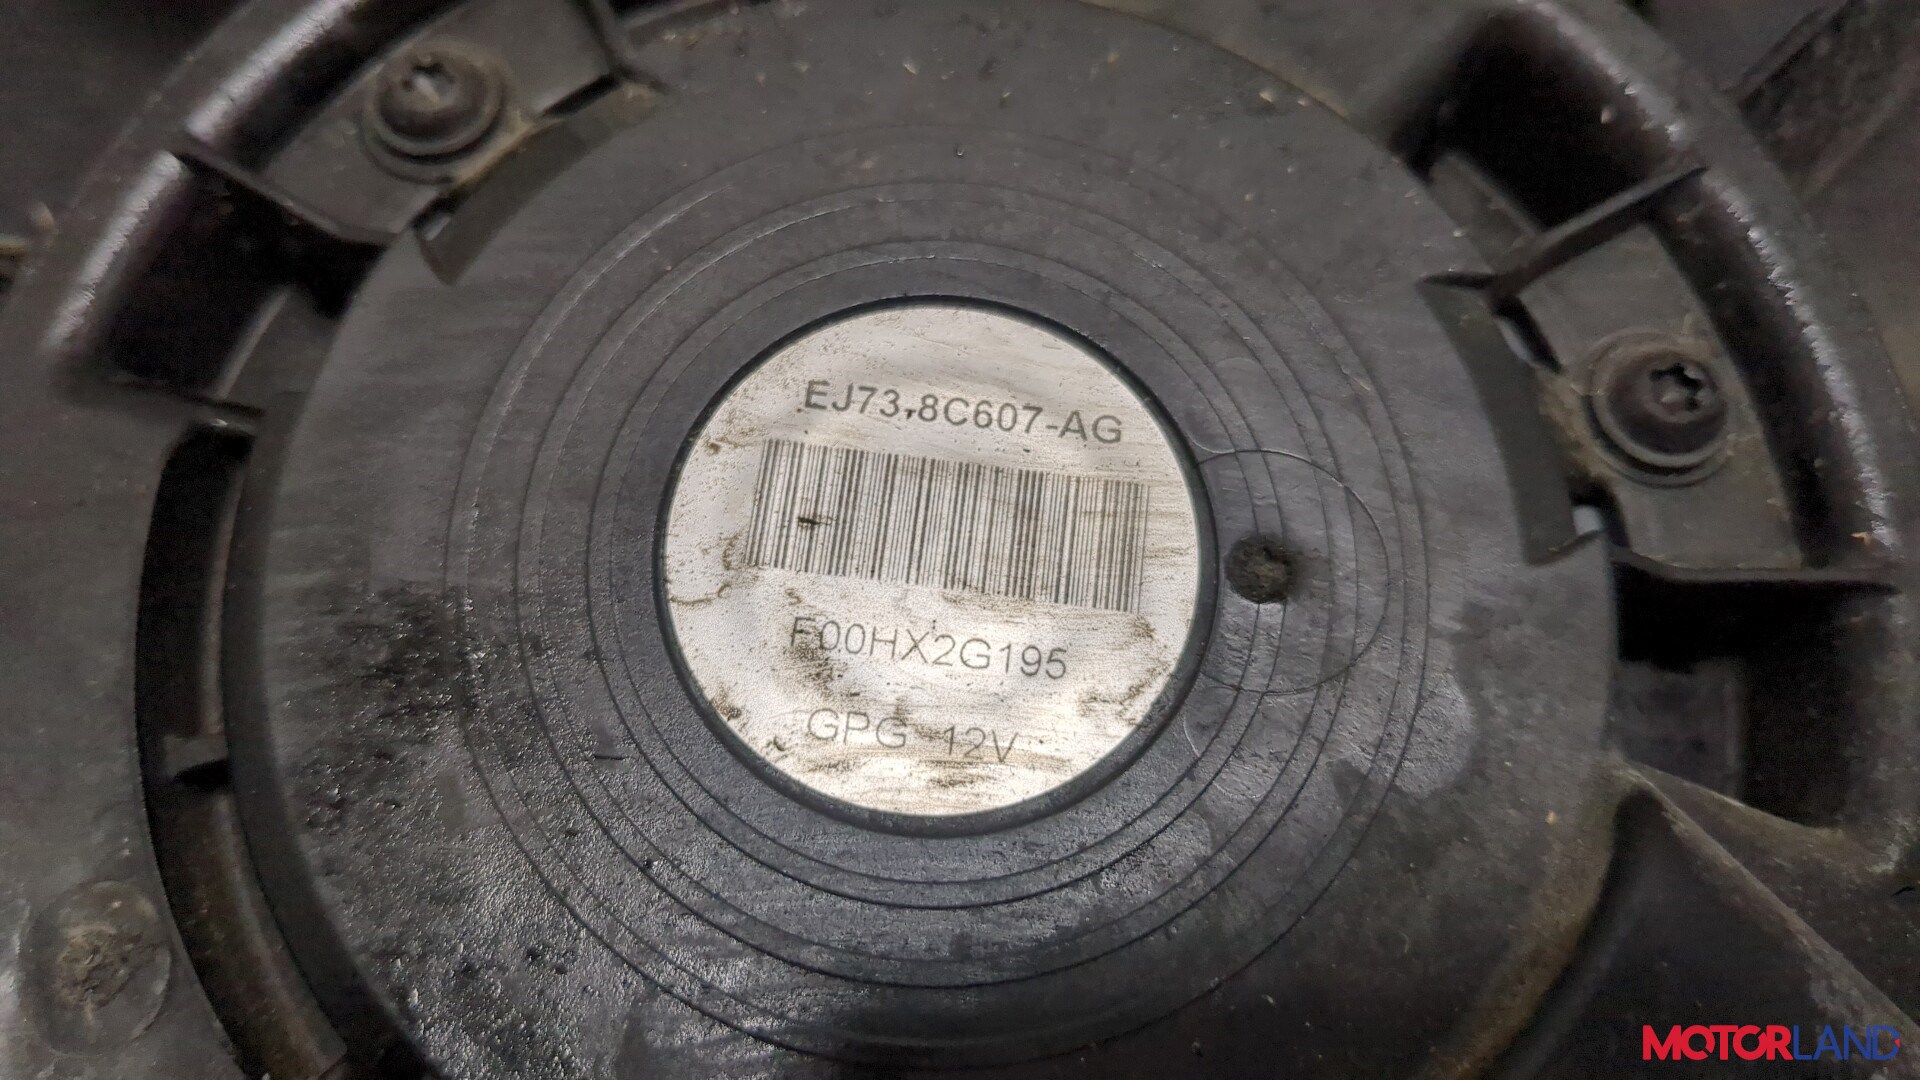 EJ73-8C607-AG
F00HX2G195
GPG 12V
MOTORLAND